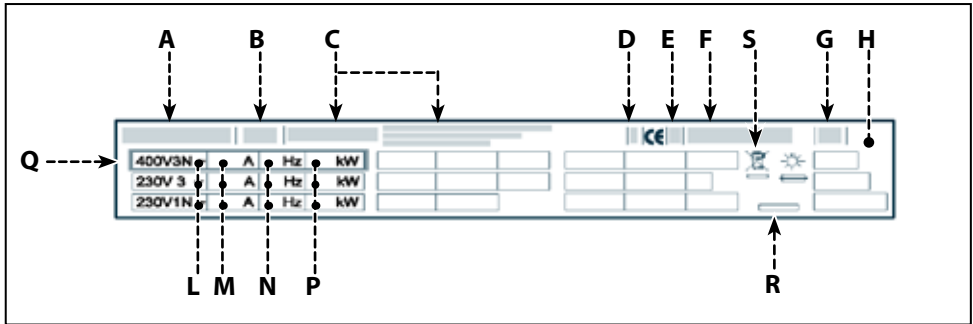 A B C D E F S G H
CE
Q
400V3N~ A Hz kW
230V 3 ~ A Hz kW
230V1N~ A Hz kW
L M N P R